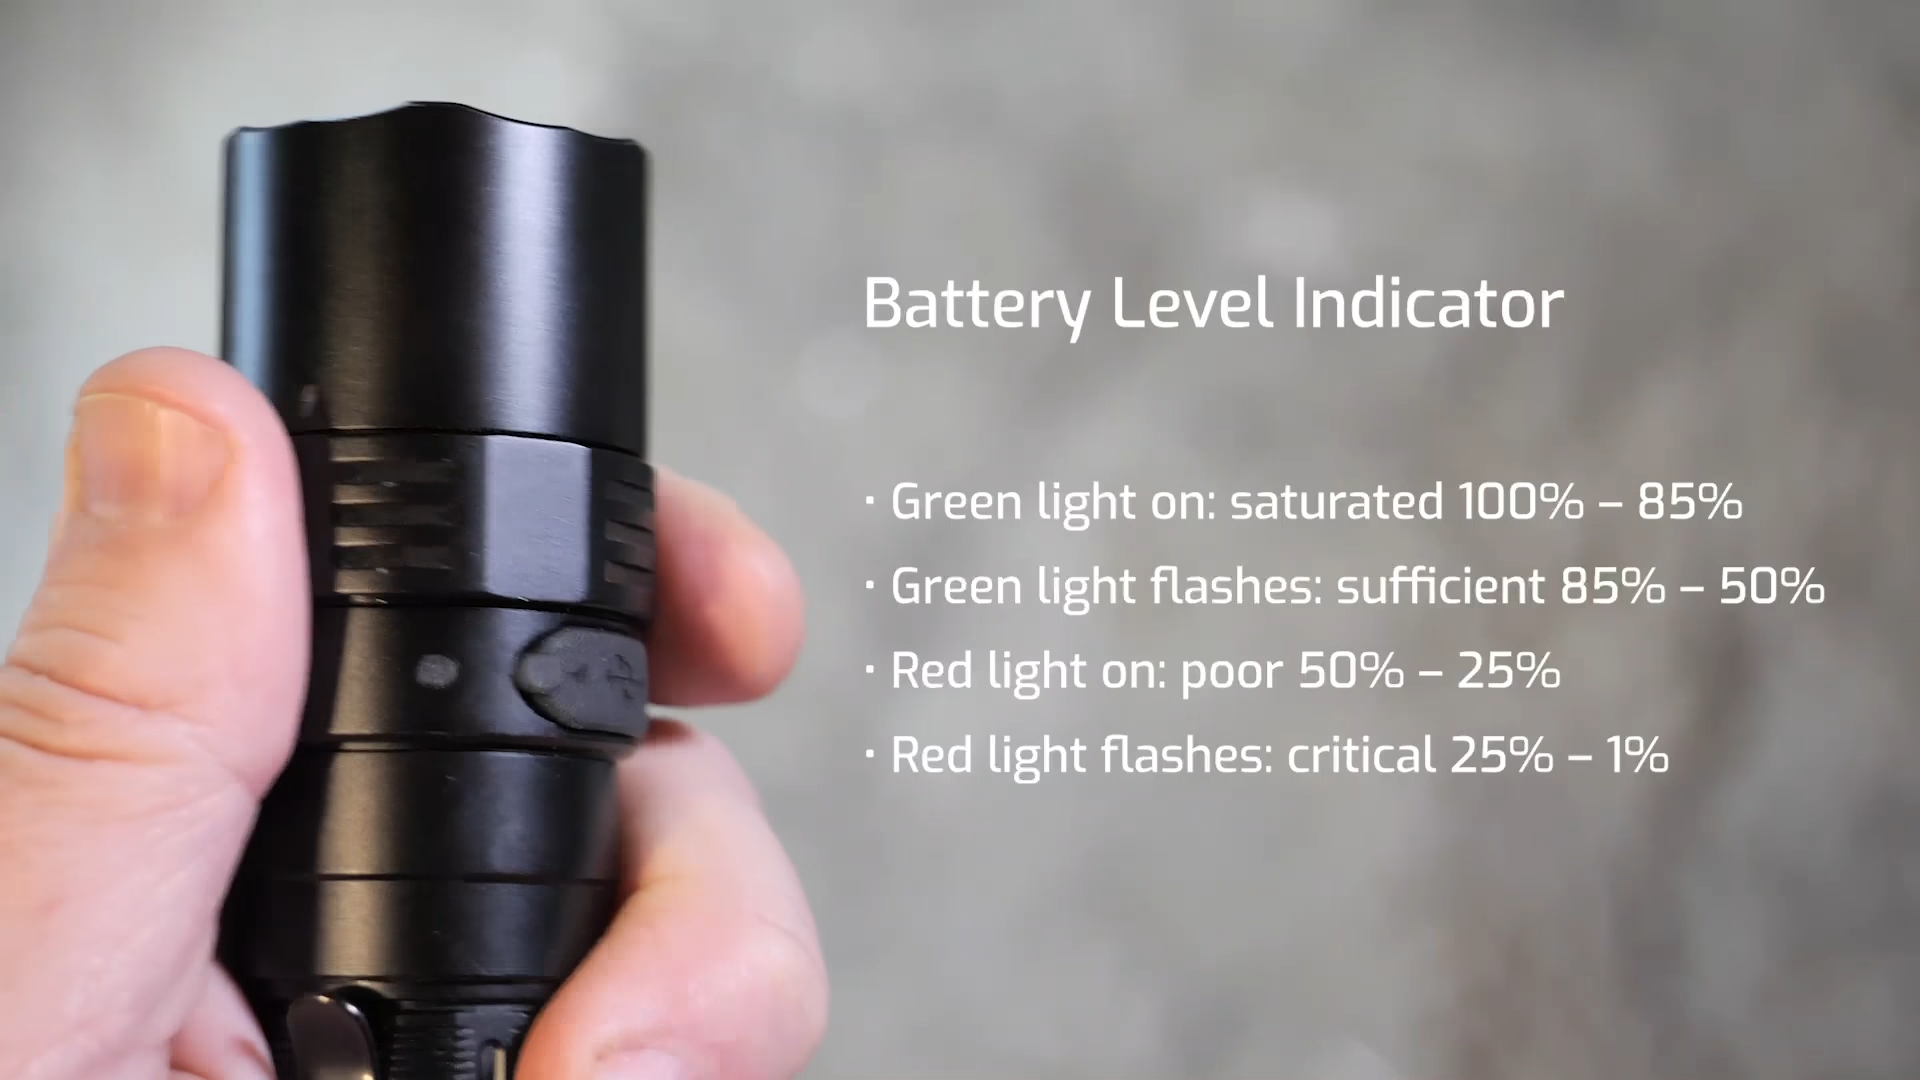 Battery Level Indicator
· Green light on: saturated 100% – 85%
· Green light flashes: sufficient 85% – 50%
· Red light on: poor 50% – 25%
· Red light flashes: critical 25% – 1%